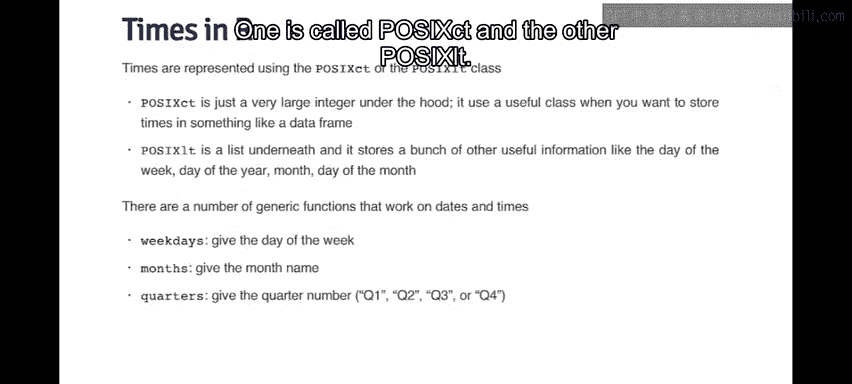 Times in R
One is called POSIXct and the other
POSIXlt.
Times are represented using the POSIXct or the POSIXlt class
· POSIXct is just a very large integer under the hood; it use a useful class when you want to store
times in something like a data frame
· POSIXlt is a list underneath and it stores a bunch of other useful information like the day of the
week, day of the year, month, day of the month
There are a number of generic functions that work on dates and times
· weekdays: give the day of the week
· months: give the month name
· quarters: give the quarter number (“Q1”, “Q2”, “Q3”, or “Q4”)
bili.com